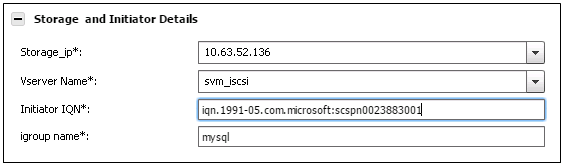 Storage and Initiator Details
Storage_ip*: 10.63.52.136
Vserver Name*: svm_iscsi
Initiator IQN*: iqn.1991-05.com.microsoft:scspn0023883001
igroup name*: mysql